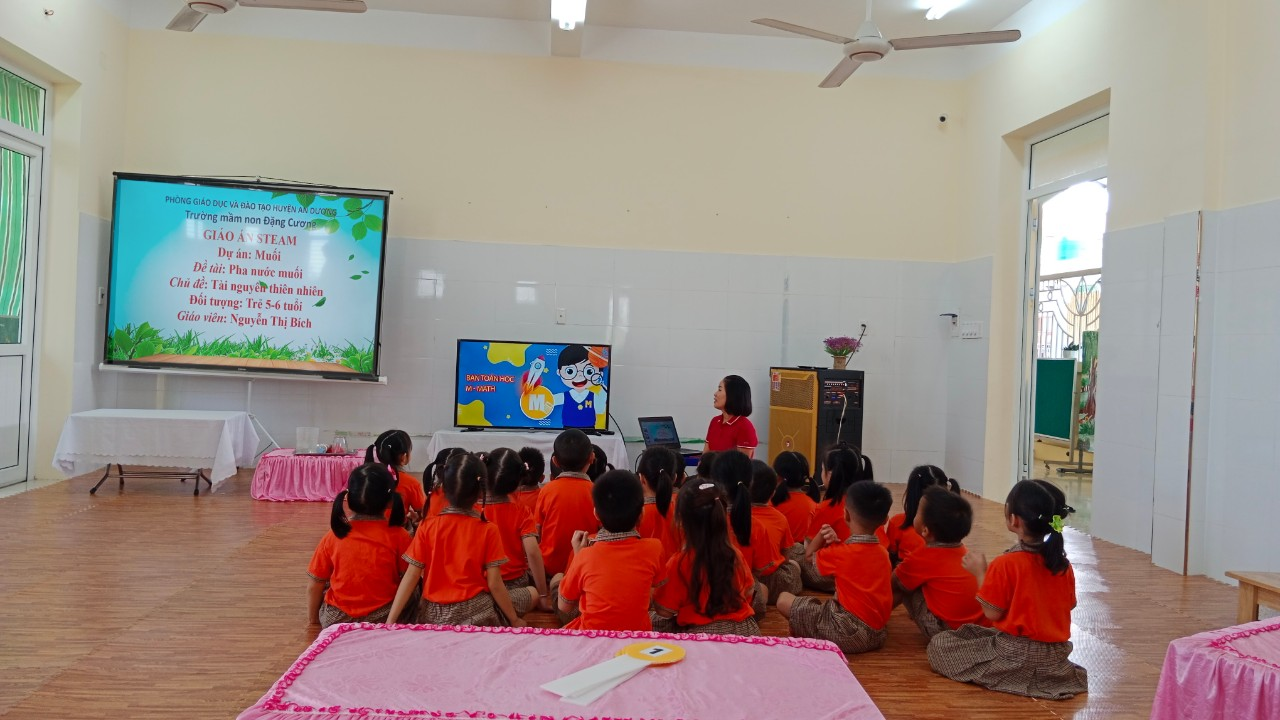 PHÒNG GIÁO DỤC VÀ ĐÀO TẠO HUYỆN AN DƯƠNG
Trường mầm non Đặng Cương
GIÁO ÁN STEAM
Dự án: Muối
Đề tài: Pha nước muối
Chủ đề: Tài nguyên thiên nhiên
Đối tượng: Trẻ 5-6 tuổi
Giáo viên: Nguyễn Thị Bích
BẠN TOÁN HỌC
M - MATH
M
1